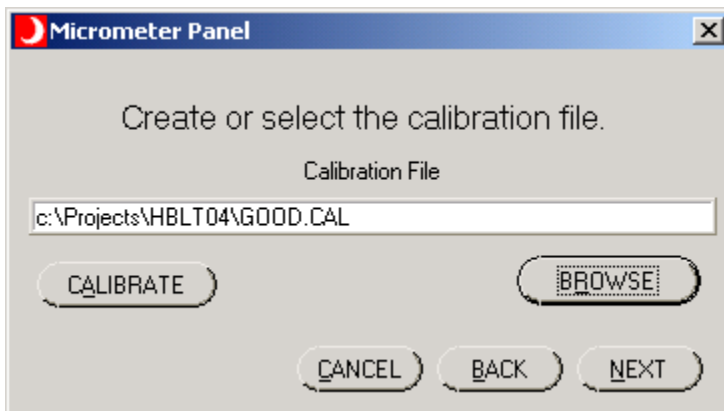 Micrometer Panel
Create or select the calibration file.
Calibration File
c:\Projects\HBLT04\GOOD.CAL
CALIBRATE
BROWSE
CANCEL BACK NEXT